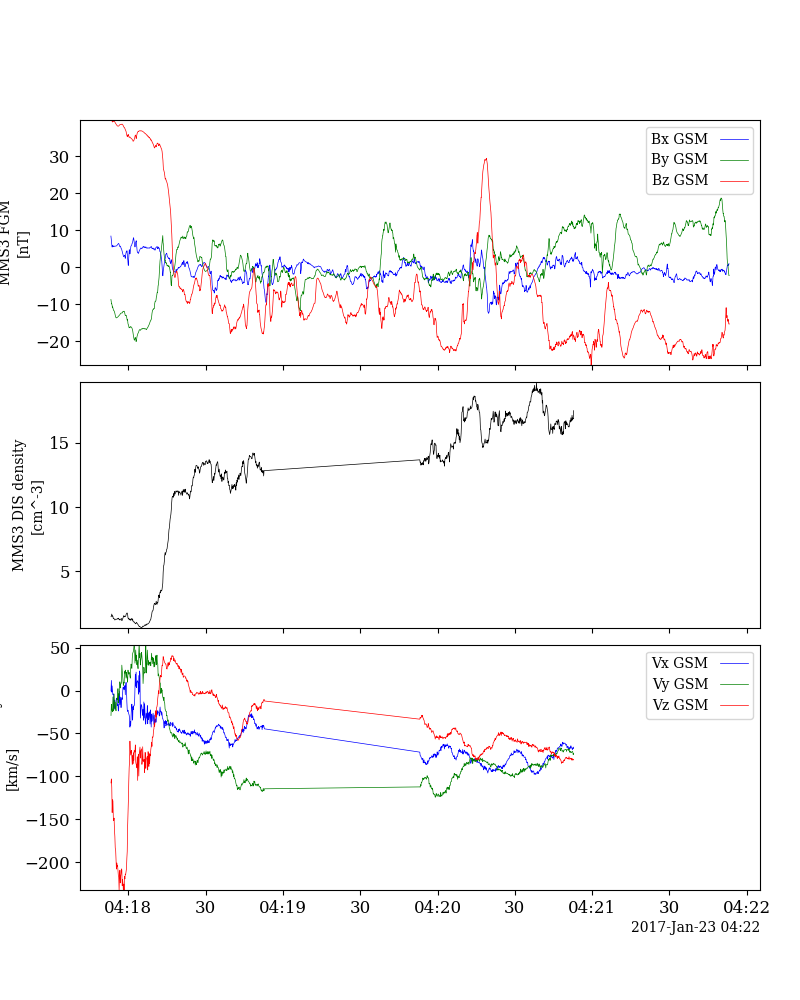 MMS3 FGM
[nT]
30
20
10
0
−10
−20
Bx GSM
By GSM
Bz GSM
MMS3 DIS density
[cm^-3]
15
10
5
[km/s]
50
0
−50
−100
−150
−200
Vx GSM
Vy GSM
Vz GSM
04:18 30 04:19 30 04:20 30 04:21 30 04:22
2017-Jan-23 04:22